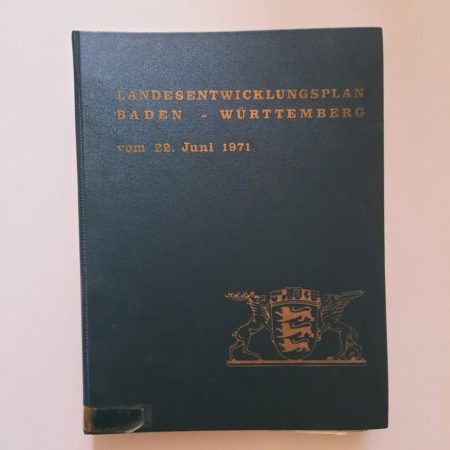 LANDESENTWICKLUNGSPLAN
BADEN - WÜRTTEMBERG
vom 22. Juni 1971